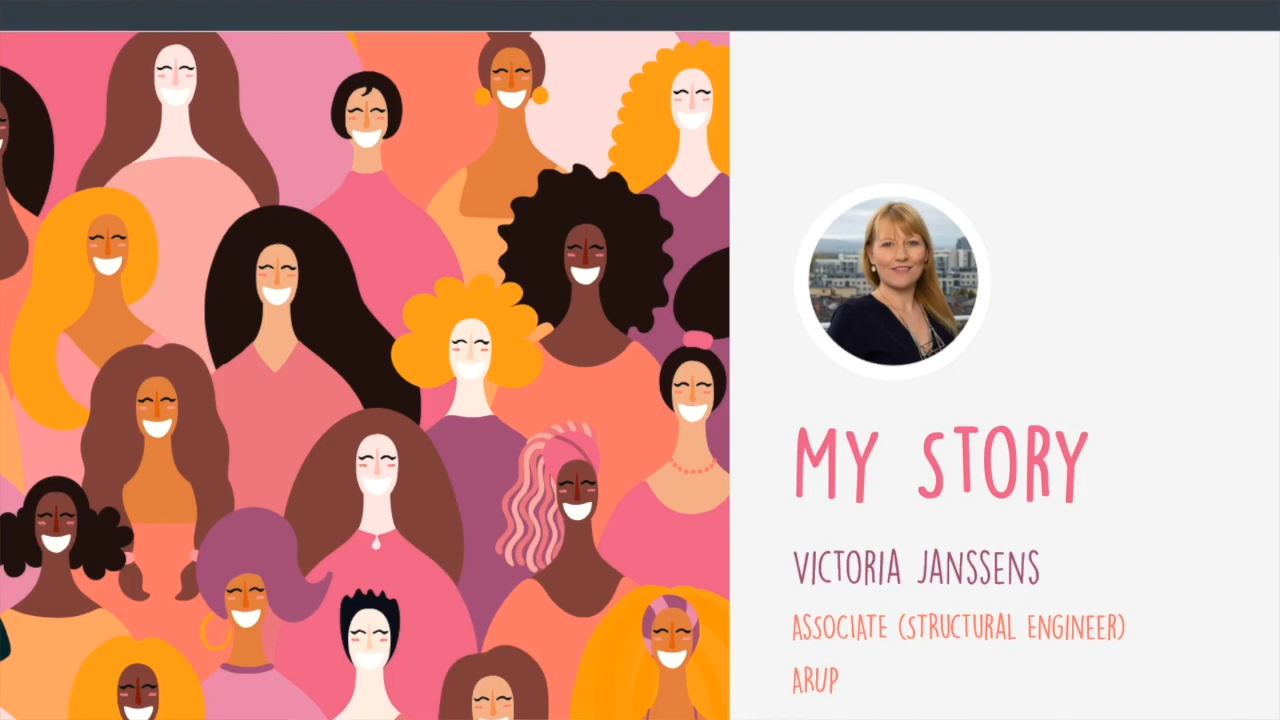 MY STORY
VICTORIA JANSSENS
ASSOCIATE (STRUCTURAL ENGINEER)
ARUP